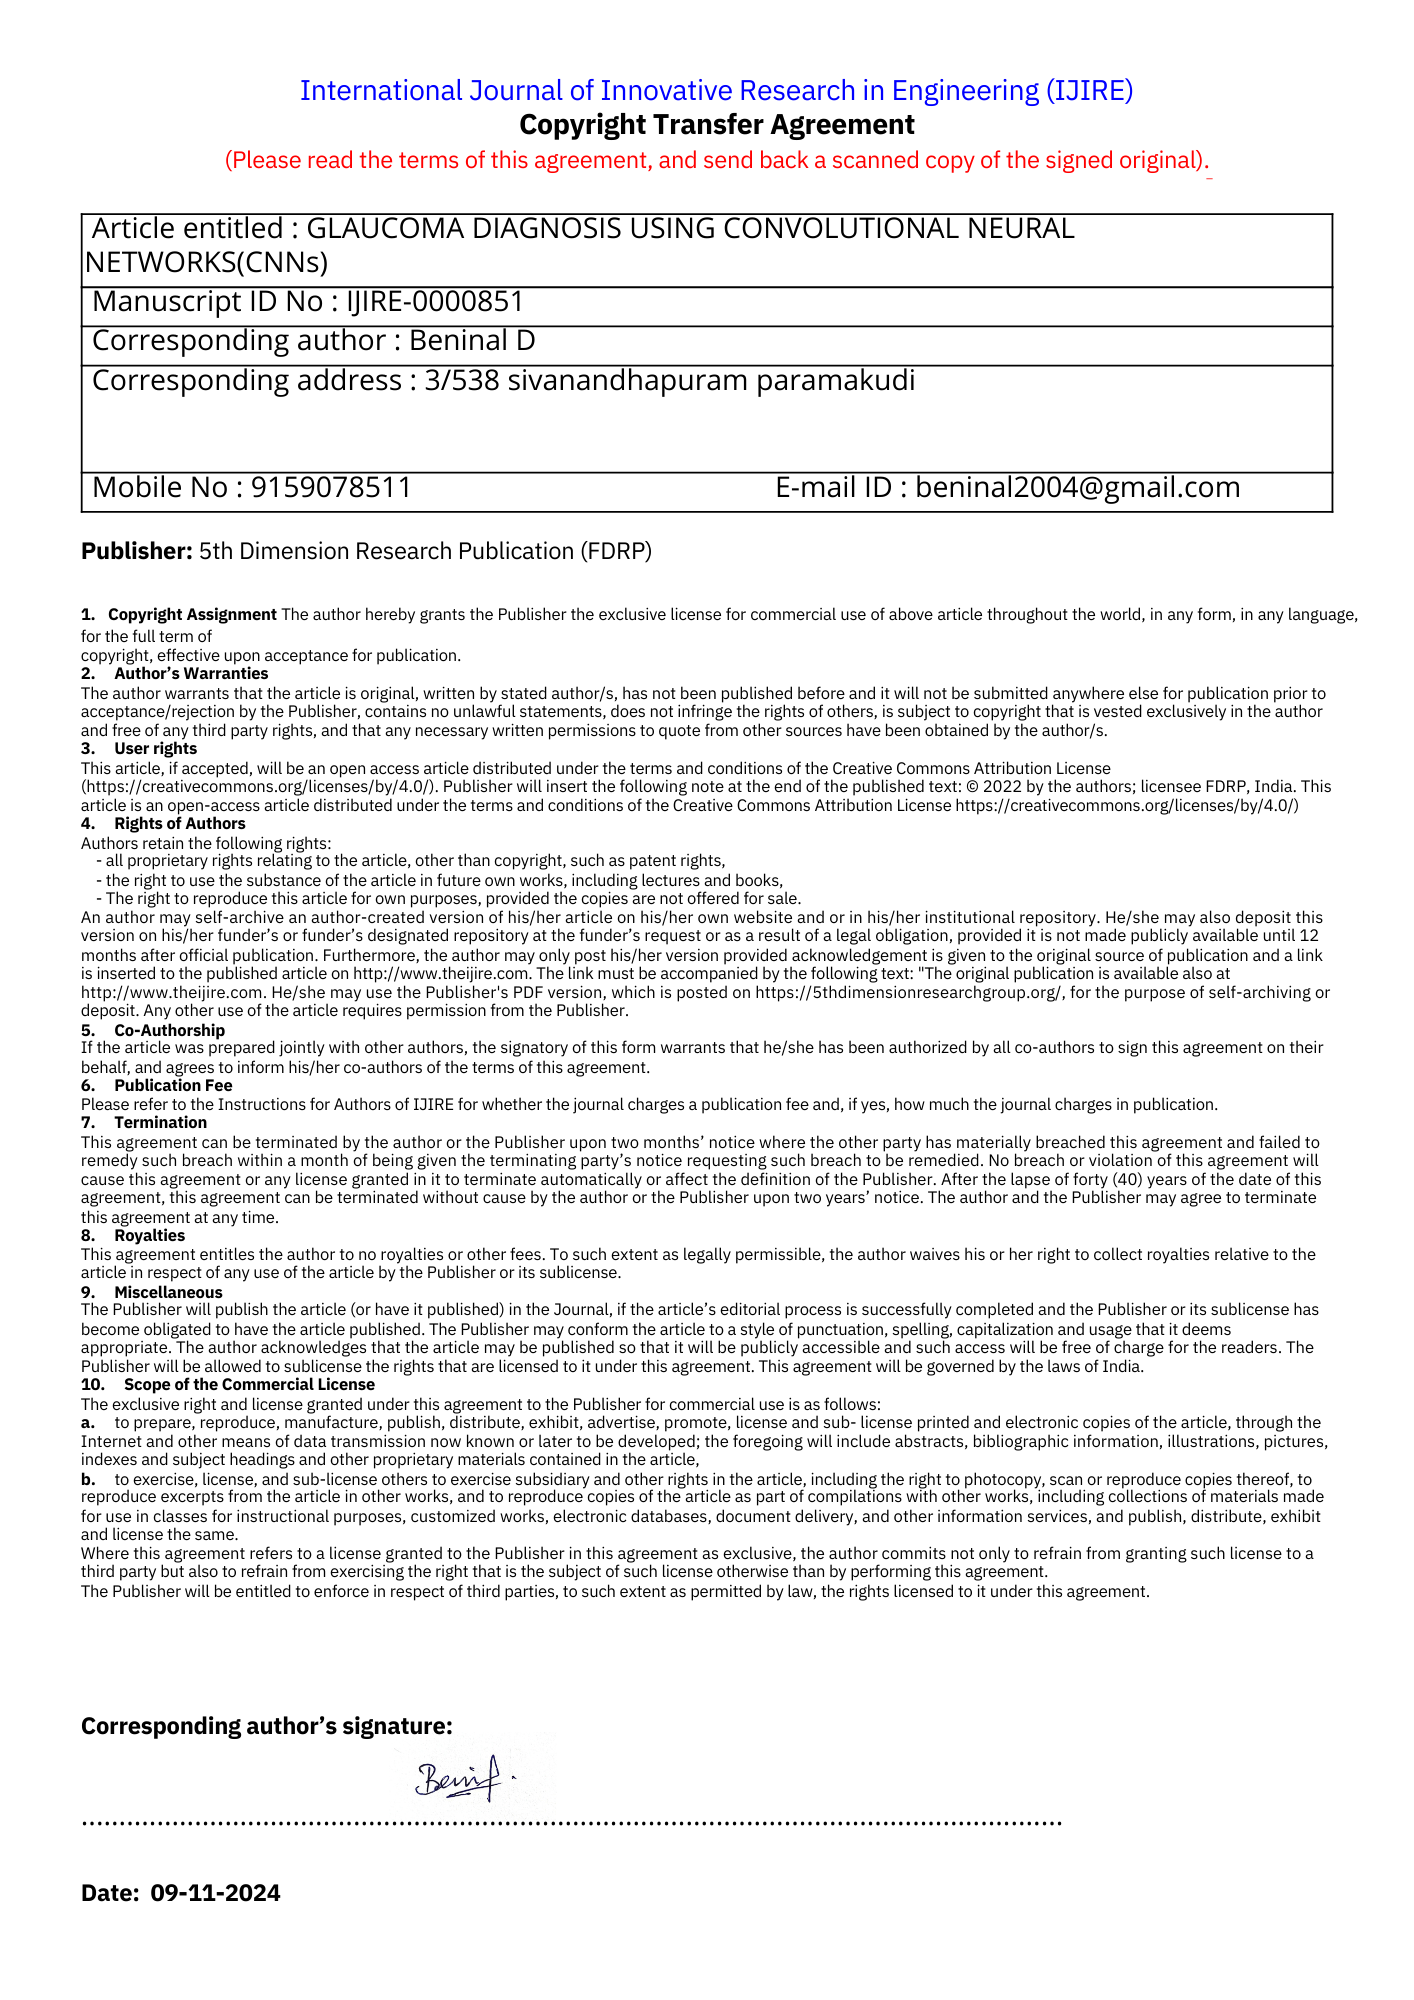 International Journal of Innovative Research in Engineering (IJIRE)
Copyright Transfer Agreement
(Please read the terms of this agreement, and send back a scanned copy of the signed original).
Article entitled : GLAUCOMA DIAGNOSIS USING CONVOLUTIONAL NEURAL
NETWORKS(CNNs)
Manuscript ID No : IJIRE-0000851
Corresponding author : Beninal D
Corresponding address : 3/538 sivanandhapuram paramakudi
Mobile No : 9159078511 E-mail ID : beninal2004@gmail.com
Publisher: 5th Dimension Research Publication (FDRP)
1. Copyright Assignment The author hereby grants the Publisher the exclusive license for commercial use of above article throughout the world, in any form, in any language,
for the full term of
copyright, effective upon acceptance for publication.
2. Author’s Warranties
The author warrants that the article is original, written by stated author/s, has not been published before and it will not be submitted anywhere else for publication prior to
acceptance/rejection by the Publisher, contains no unlawful statements, does not infringe the rights of others, is subject to copyright that is vested exclusively in the author
and free of any third party rights, and that any necessary written permissions to quote from other sources have been obtained by the author/s.
3. User rights
This article, if accepted, will be an open access article distributed under the terms and conditions of the Creative Commons Attribution License
(https://creativecommons.org/licenses/by/4.0/). Publisher will insert the following note at the end of the published text: © 2022 by the authors; licensee FDRP, India. This
article is an open-access article distributed under the terms and conditions of the Creative Commons Attribution License https://creativecommons.org/licenses/by/4.0/)
4. Rights of Authors
Authors retain the following rights:
- all proprietary rights relating to the article, other than copyright, such as patent rights,
- the right to use the substance of the article in future own works, including lectures and books,
- The right to reproduce this article for own purposes, provided the copies are not offered for sale.
An author may self-archive an author-created version of his/her article on his/her own website and or in his/her institutional repository. He/she may also deposit this
version on his/her funder’s or funder’s designated repository at the funder’s request or as a result of a legal obligation, provided it is not made publicly available until 12
months after official publication. Furthermore, the author may only post his/her version provided acknowledgement is given to the original source of publication and a link
is inserted to the published article on http://www.theijire.com. The link must be accompanied by the following text: "The original publication is available also at
http://www.theijire.com. He/she may use the Publisher's PDF version, which is posted on https://5thdimensionresearchgroup.org/, for the purpose of self-archiving or
deposit. Any other use of the article requires permission from the Publisher.
5. Co-Authorship
If the article was prepared jointly with other authors, the signatory of this form warrants that he/she has been authorized by all co-authors to sign this agreement on their
behalf, and agrees to inform his/her co-authors of the terms of this agreement.
6. Publication Fee
Please refer to the Instructions for Authors of IJIRE for whether the journal charges a publication fee and, if yes, how much the journal charges in publication.
7. Termination
This agreement can be terminated by the author or the Publisher upon two months’ notice where the other party has materially breached this agreement and failed to
remedy such breach within a month of being given the terminating party’s notice requesting such breach to be remedied. No breach or violation of this agreement will
cause this agreement or any license granted in it to terminate automatically or affect the definition of the Publisher. After the lapse of forty (40) years of the date of this
agreement, this agreement can be terminated without cause by the author or the Publisher upon two years’ notice. The author and the Publisher may agree to terminate
this agreement at any time.
8. Royalties
This agreement entitles the author to no royalties or other fees. To such extent as legally permissible, the author waives his or her right to collect royalties relative to the
article in respect of any use of the article by the Publisher or its sublicense.
9. Miscellaneous
The Publisher will publish the article (or have it published) in the Journal, if the article’s editorial process is successfully completed and the Publisher or its sublicense has
become obligated to have the article published. The Publisher may conform the article to a style of punctuation, spelling, capitalization and usage that it deems
appropriate. The author acknowledges that the article may be published so that it will be publicly accessible and such access will be free of charge for the readers. The
Publisher will be allowed to sublicense the rights that are licensed to it under this agreement. This agreement will be governed by the laws of India.
10. Scope of the Commercial License
The exclusive right and license granted under this agreement to the Publisher for commercial use is as follows:
a. to prepare, reproduce, manufacture, publish, distribute, exhibit, advertise, promote, license and sub- license printed and electronic copies of the article, through the
Internet and other means of data transmission now known or later to be developed; the foregoing will include abstracts, bibliographic information, illustrations, pictures,
indexes and subject headings and other proprietary materials contained in the article,
b. to exercise, license, and sub-license others to exercise subsidiary and other rights in the article, including the right to photocopy, scan or reproduce copies thereof, to
reproduce excerpts from the article in other works, and to reproduce copies of the article as part of compilations with other works, including collections of materials made
for use in classes for instructional purposes, customized works, electronic databases, document delivery, and other information services, and publish, distribute, exhibit
and license the same.
Where this agreement refers to a license granted to the Publisher in this agreement as exclusive, the author commits not only to refrain from granting such license to a
third party but also to refrain from exercising the right that is the subject of such license otherwise than by performing this agreement.
The Publisher will be entitled to enforce in respect of third parties, to such extent as permitted by law, the rights licensed to it under this agreement.
Corresponding author’s signature:
Date: 09-11-2024